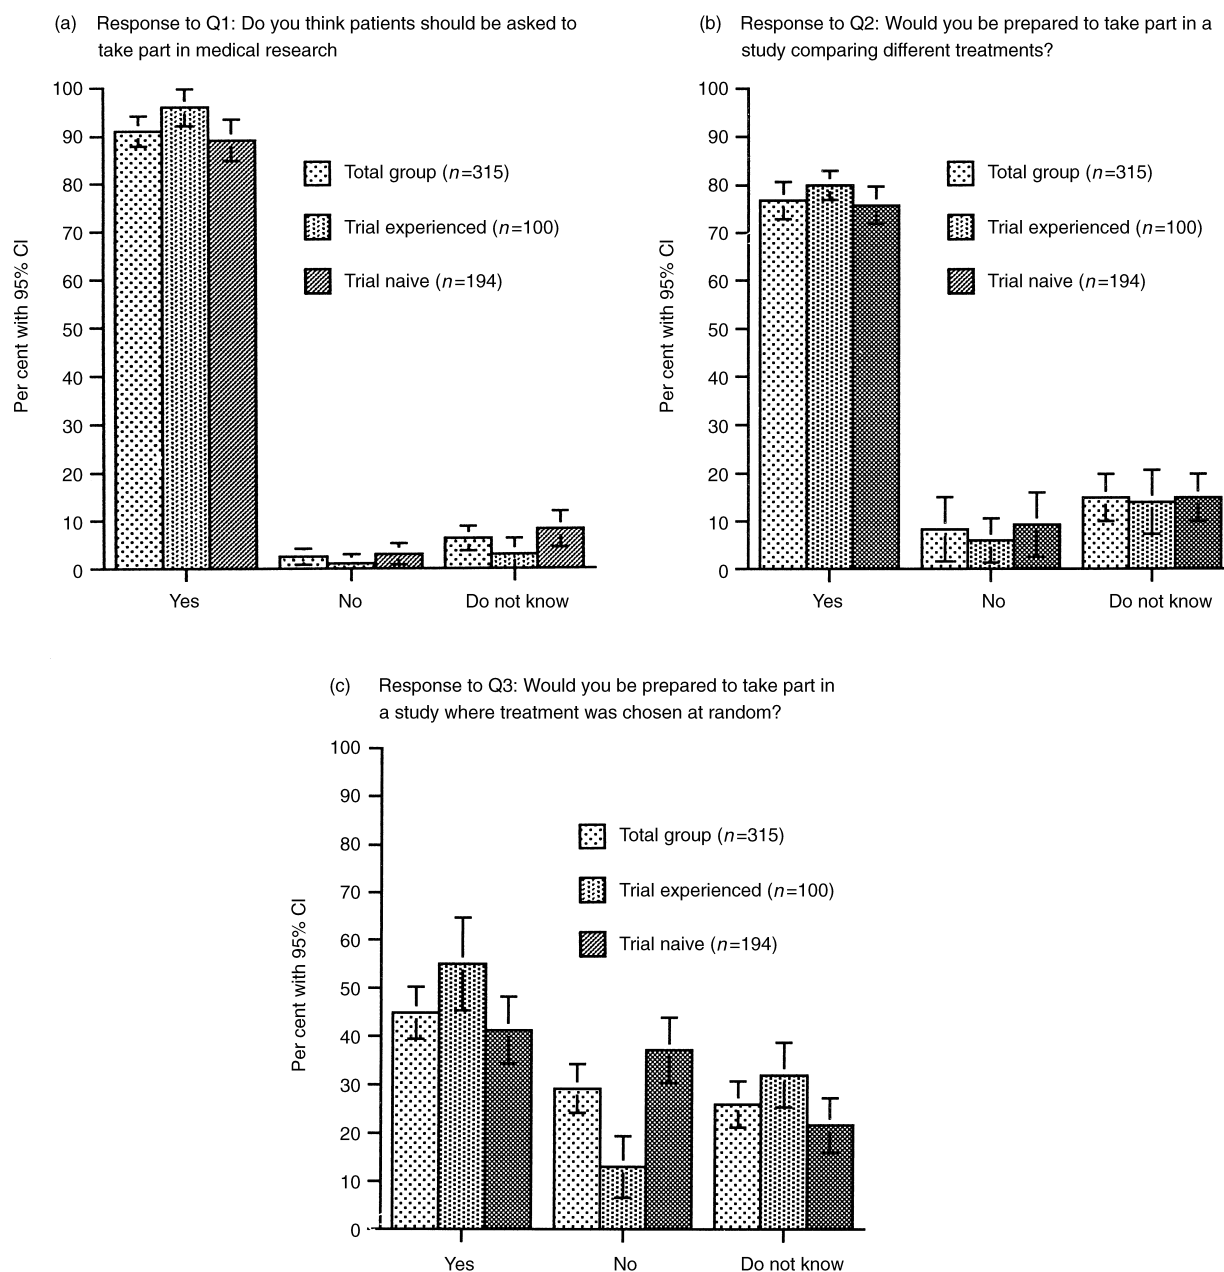 (a) Response to Q1: Do you think patients should be asked to
take part in medical research
100
90
80
70
60
50
40
30
20
10
0
Per cent with 95% CI
Total group (n=315)
Trial experienced (n=100)
Trial naive (n=194)
Yes
No
Do not know
(b) Response to Q2: Would you be prepared to take part in a
study comparing different treatments?
100
90
80
70
60
50
40
30
20
10
0
Per cent with 95% CI
Total group (n=315)
Trial experienced (n=100)
Trial naive (n=194)
Yes
No
Do not know
(c) Response to Q3: Would you be prepared to take part in
a study where treatment was chosen at random?
100
90
80
70
60
50
40
30
20
10
0
Per cent with 95% CI
Total group (n=315)
Trial experienced (n=100)
Trial naive (n=194)
Yes
No
Do not know